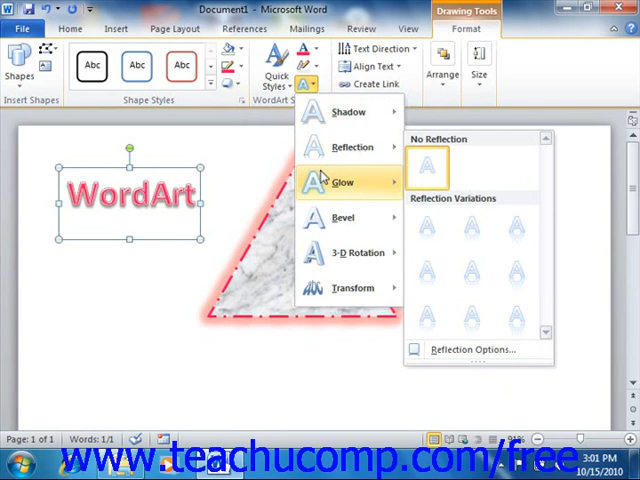 Document1 - Microsoft Word
Drawing Tools
File
Home
Insert
Page Layout
References
Mailings
Review
View
Format
Shapes
Abc
Abc
Abc
Quick
Styles
A
Text Direction
Align Text
Create Link
Arrange
Size
Insert Shapes
Shape Styles
WordArt S
Shadow
Reflection
Glow
Bevel
3-D Rotation
Transform
No Reflection
Reflection Variations
Reflection Options...
WordArt
Page: 1 of 1
Words: 1/1
91%
www.teachucomp.com/free
3:01 PM
10/15/2010